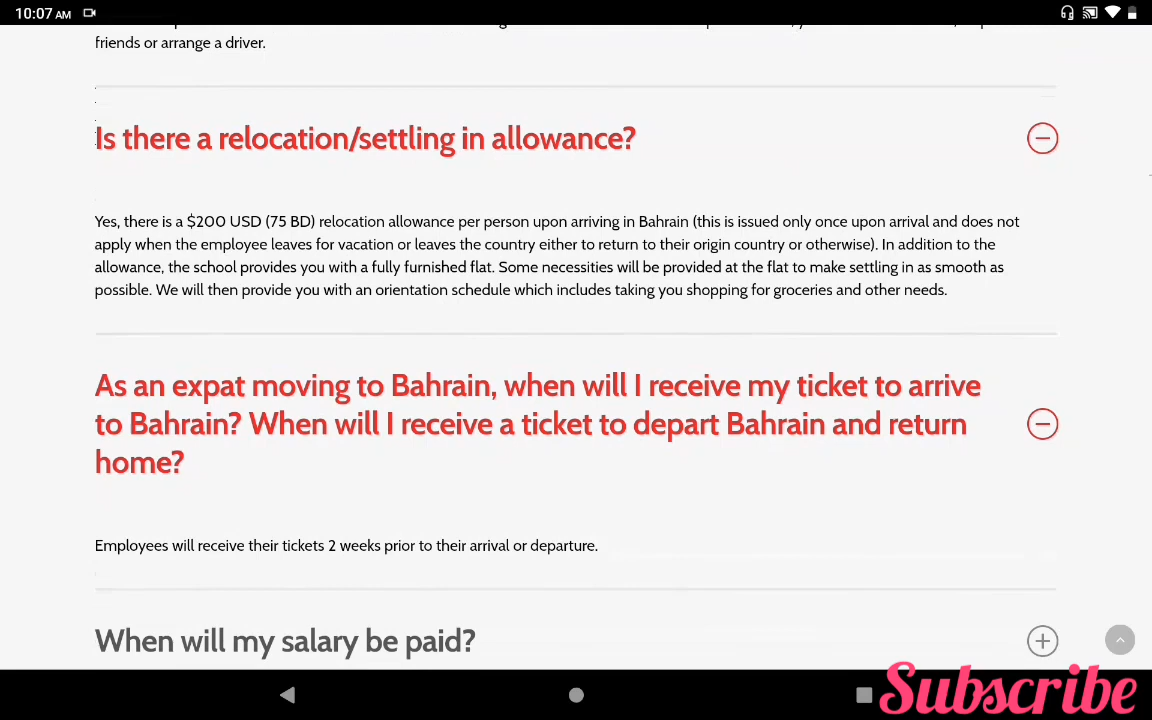 10:07 AM
friends or arrange a driver.
Is there a relocation/settling in allowance?
Yes, there is a $200 USD (75 BD) relocation allowance per person upon arriving in Bahrain (this is issued only once upon arrival and does not
apply when the employee leaves for vacation or leaves the country either to return to their origin country or otherwise). In addition to the
allowance, the school provides you with a fully furnished flat. Some necessities will be provided at the flat to make settling in as smooth as
possible. We will then provide you with an orientation schedule which includes taking you shopping for groceries and other needs.
As an expat moving to Bahrain, when will I receive my ticket to arrive
to Bahrain? When will I receive a ticket to depart Bahrain and return
home?
Employees will receive their tickets 2 weeks prior to their arrival or departure.
When will my salary be paid?
Subscribe